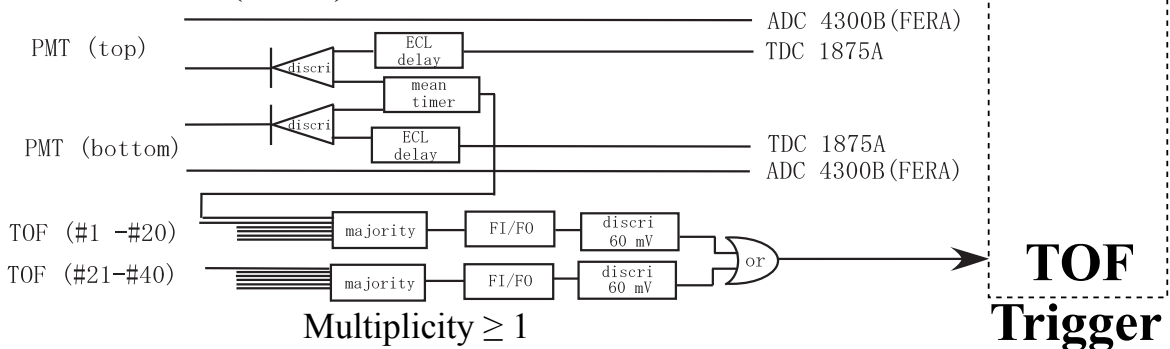 ADC 4300B(FERA)
PMT (top)
ECL
delay
TDC 1875A
discri
mean
timer
discri
ECL
delay
PMT (bottom)
TDC 1875A
ADC 4300B(FERA)
TOF (#1 -#20)
majority
FI/FO
discri
60 mV
or
TOF (#21-#40)
majority
FI/FO
discri
60 mV
TOF
Trigger
Multiplicity ≥ 1